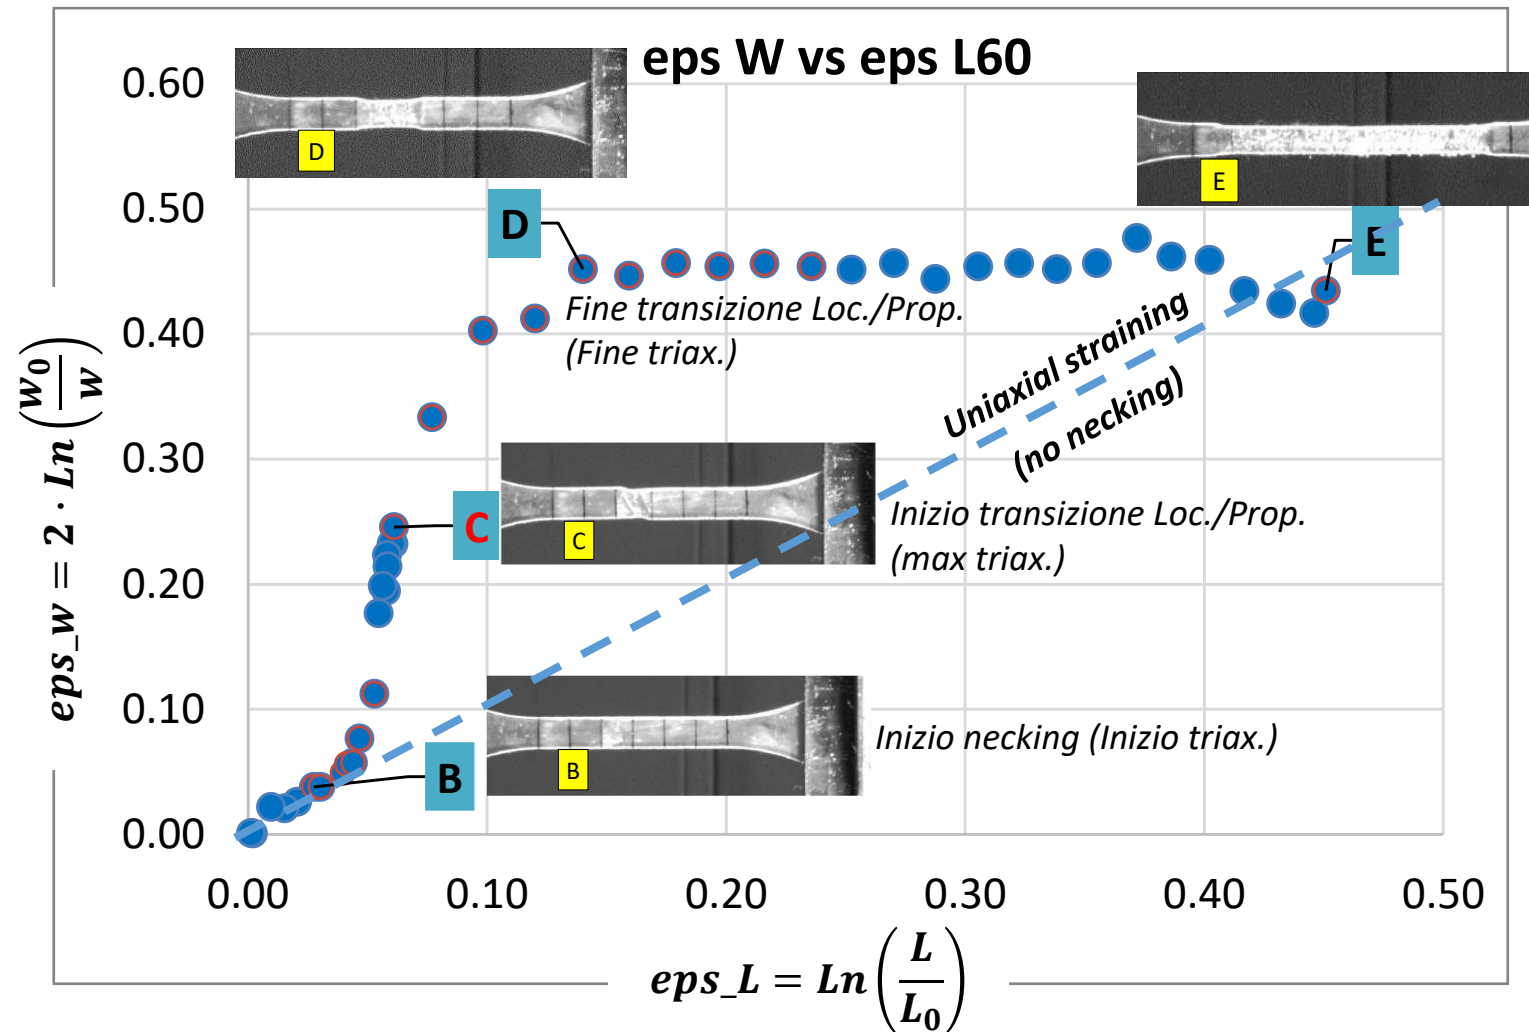 eps W vs eps L60
0.60
0.50
0.40
0.30
0.20
0.10
0.00
eps_w = 2 · Ln (w0/w)
D
E
D
E
Fine transizione Loc./Prop.
(Fine triax.)
Uniaxial straining
(no necking)
C
C
Inizio transizione Loc./Prop.
(max triax.)
B
B
Inizio necking (Inizio triax.)
0.00 0.10 0.20 0.30 0.40 0.50
eps_L = Ln (L/L0)